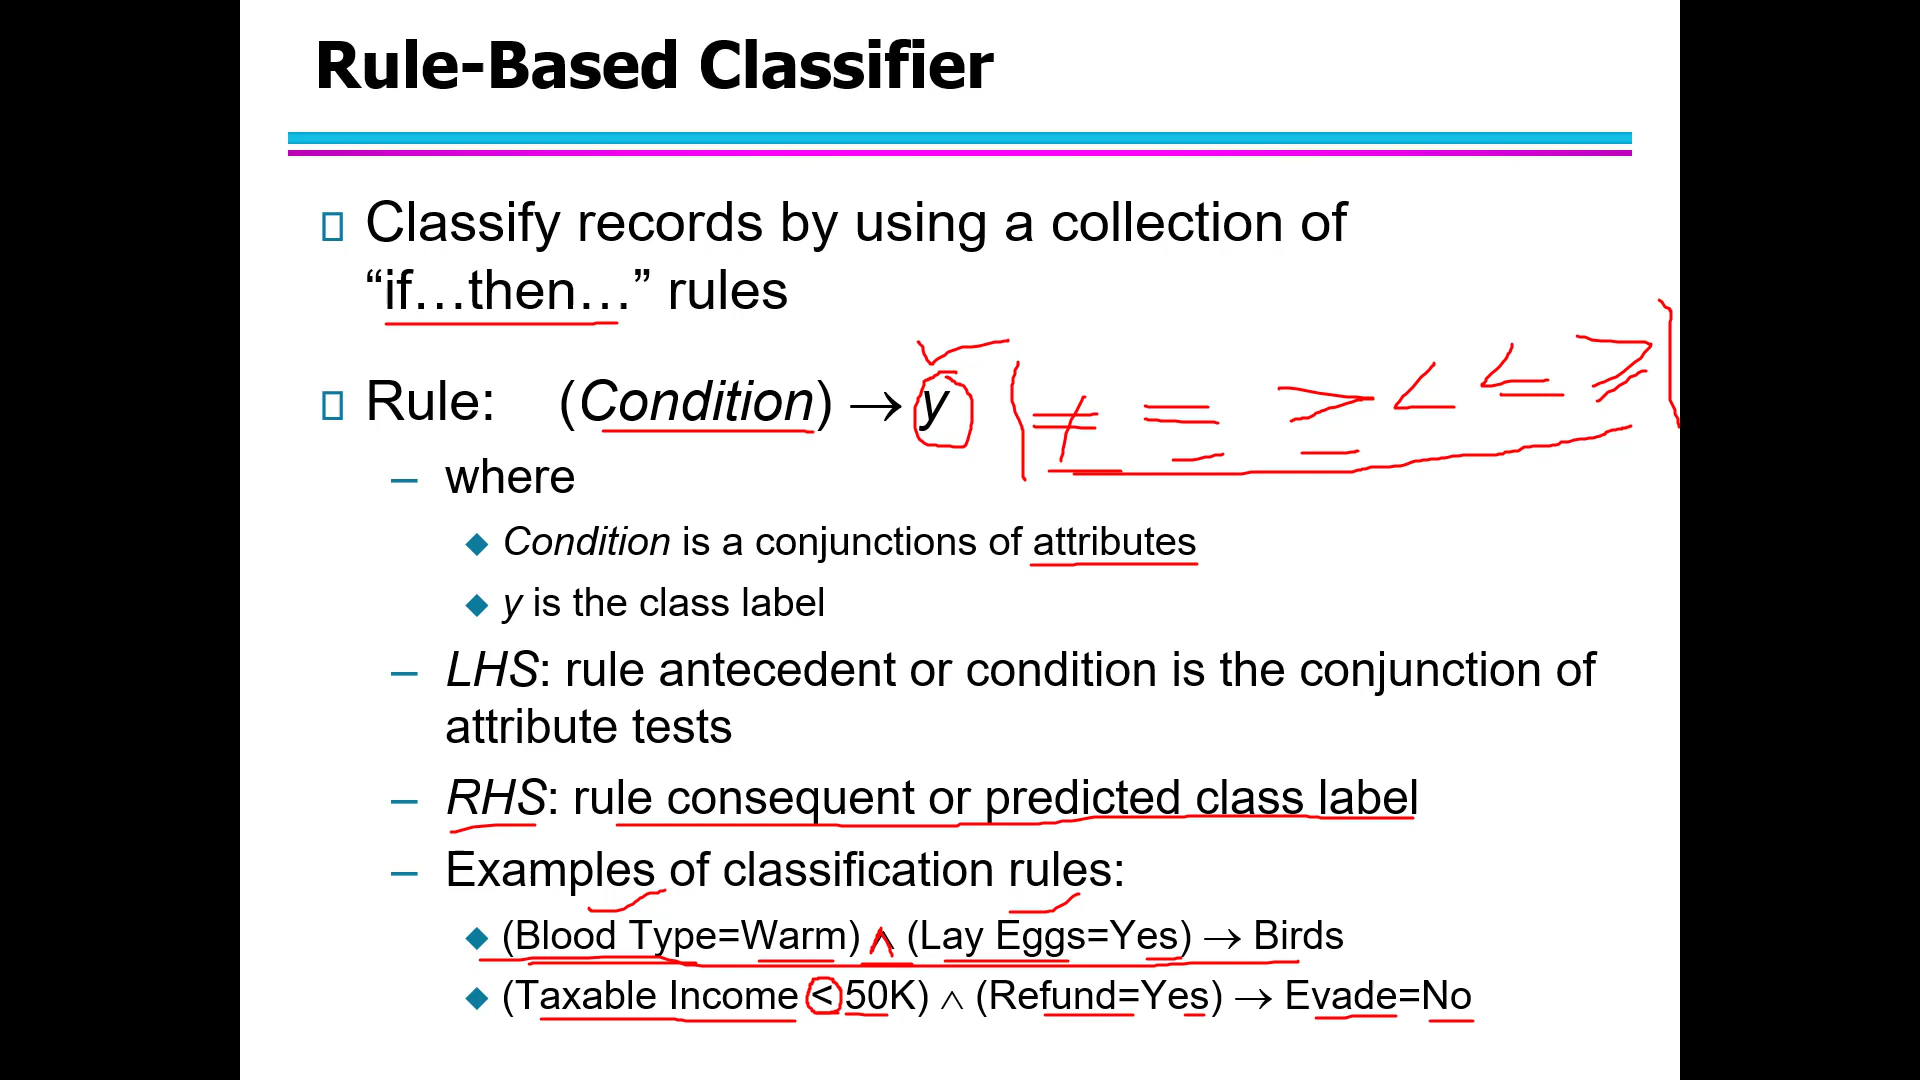 Rule-Based Classifier
Classify records by using a collection of
“if…then…” rules
Rule: (Condition) → y
≠ = > < ≤ ≥
– where
Condition is a conjunctions of attributes
y is the class label
– LHS: rule antecedent or condition is the conjunction of
attribute tests
– RHS: rule consequent or predicted class label
– Examples of classification rules:
(Blood Type=Warm) ∧ (Lay Eggs=Yes) → Birds
(Taxable Income < 50K) ∧ (Refund=Yes) → Evade=No